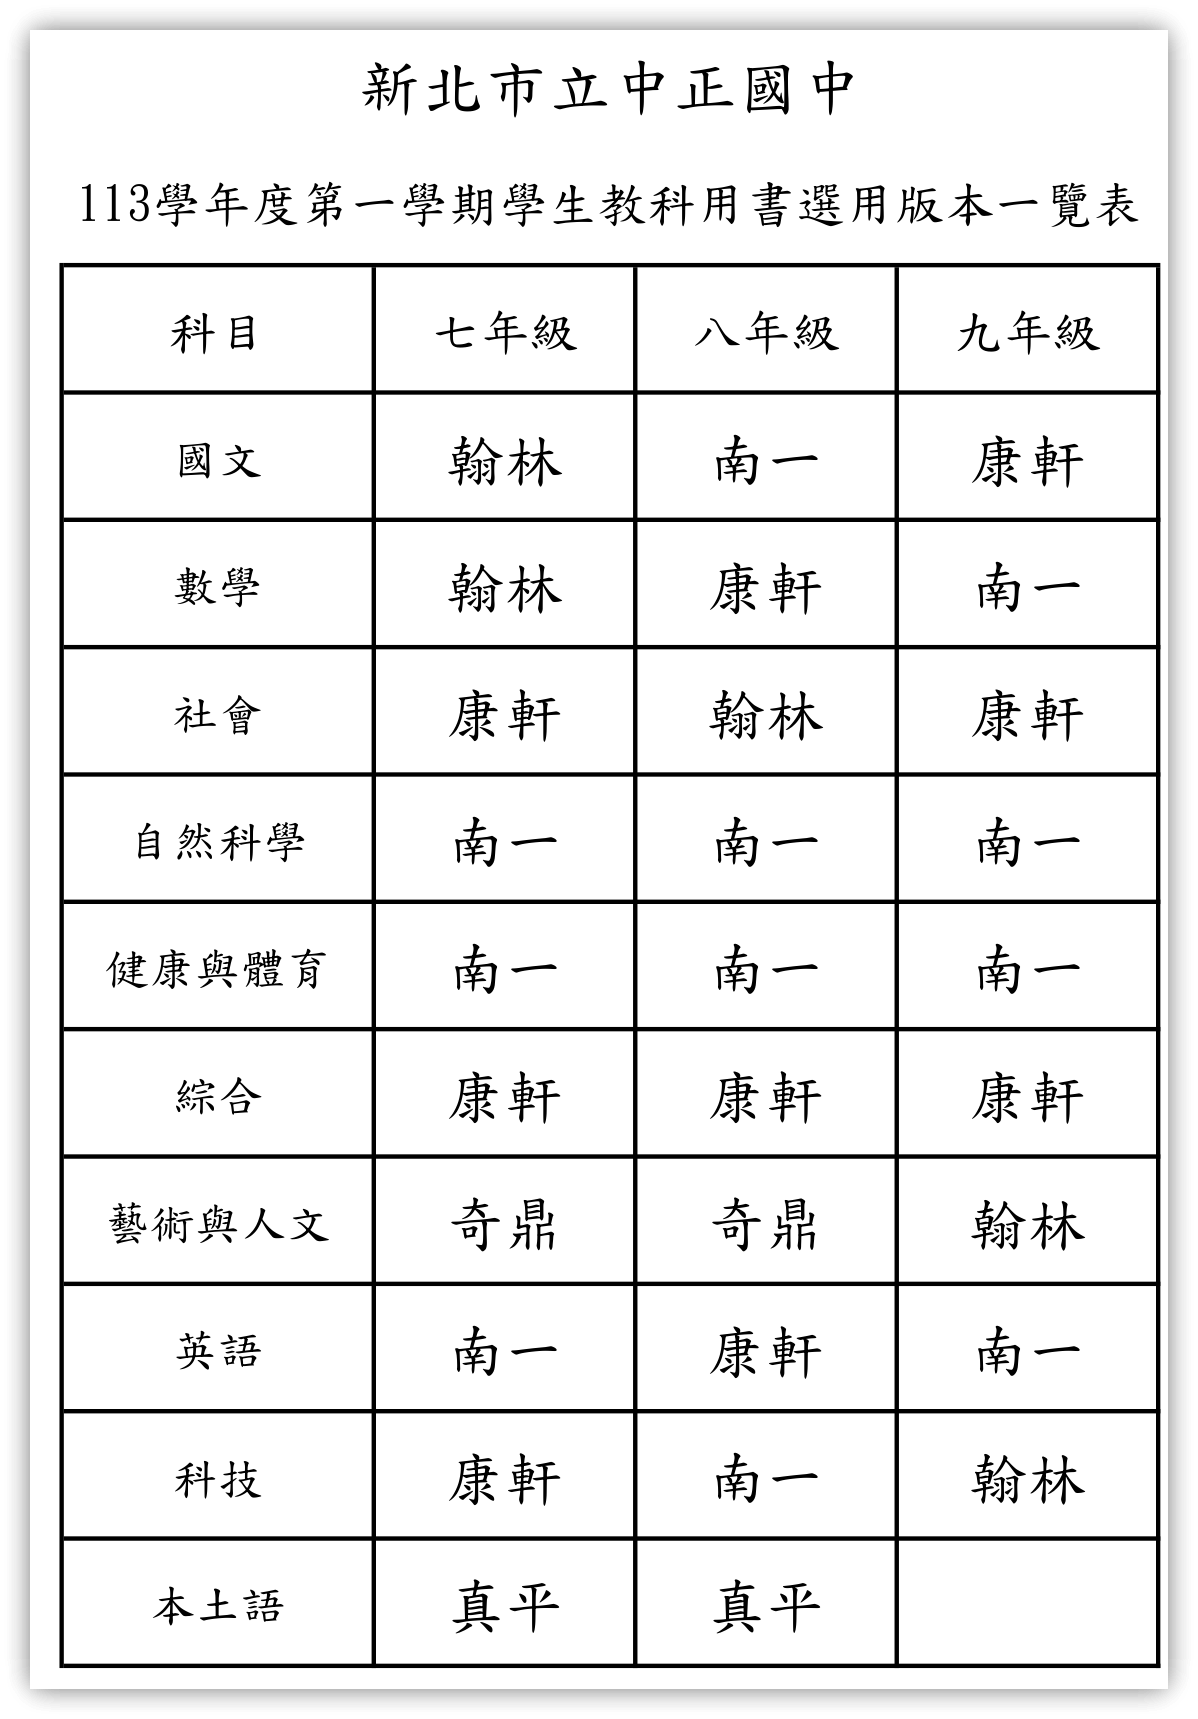 新北市立中正國中
113學年度第一學期學生教科用書選用版本一覽表
科目 七年級 八年級 九年級
國文 翰林 南一 康軒
數學 翰林 康軒 南一
社會 康軒 翰林 康軒
自然科學 南一 南一 南一
健康與體育 南一 南一 南一
綜合 康軒 康軒 康軒
藝術與人文 奇鼎 奇鼎 翰林
英語 南一 康軒 南一
科技 康軒 南一 翰林
本土語 真平 真平